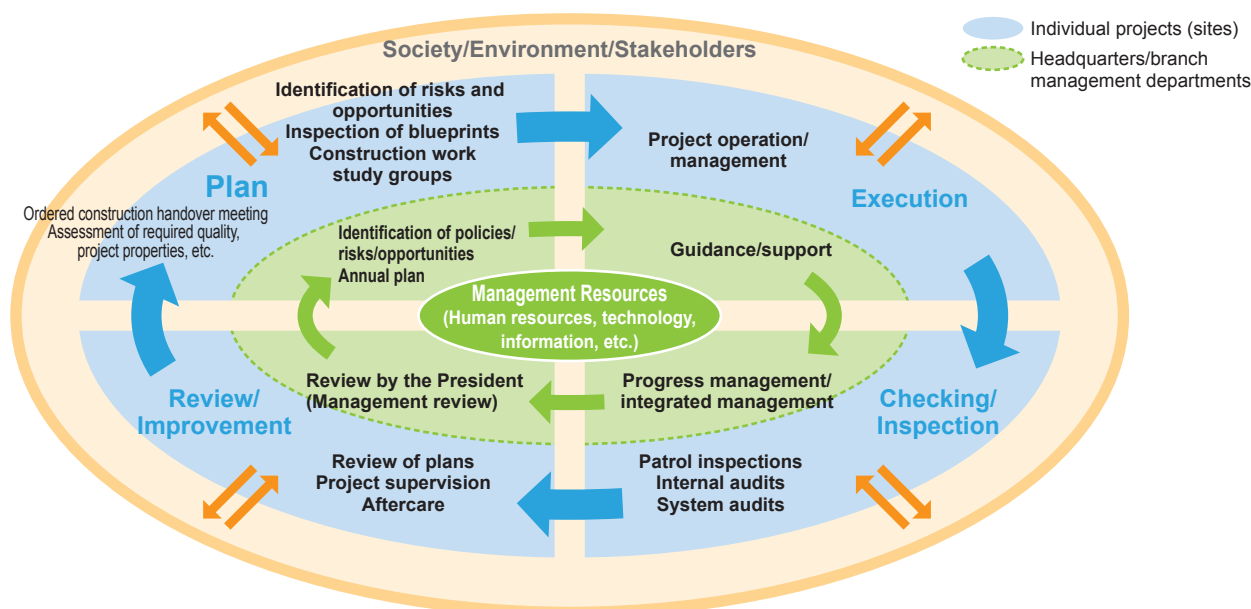 Society/Environment/Stakeholders
Individual projects (sites)
Headquarters/branch
management departments
Identification of risks and
opportunities
Inspection of blueprints
Construction work
study groups
Project operation/
management
Plan
Execution
Ordered construction handover meeting
Assessment of required quality,
project properties, etc.
Identification of policies/
risks/opportunities
Annual plan
Guidance/support
Management Resources
(Human resources, technology,
information, etc.)
Review/
Improvement
Review by the President
(Management review)
Progress management/
integrated management
Checking/
Inspection
Review of plans
Project supervision
Aftercare
Patrol inspections
Internal audits
System audits